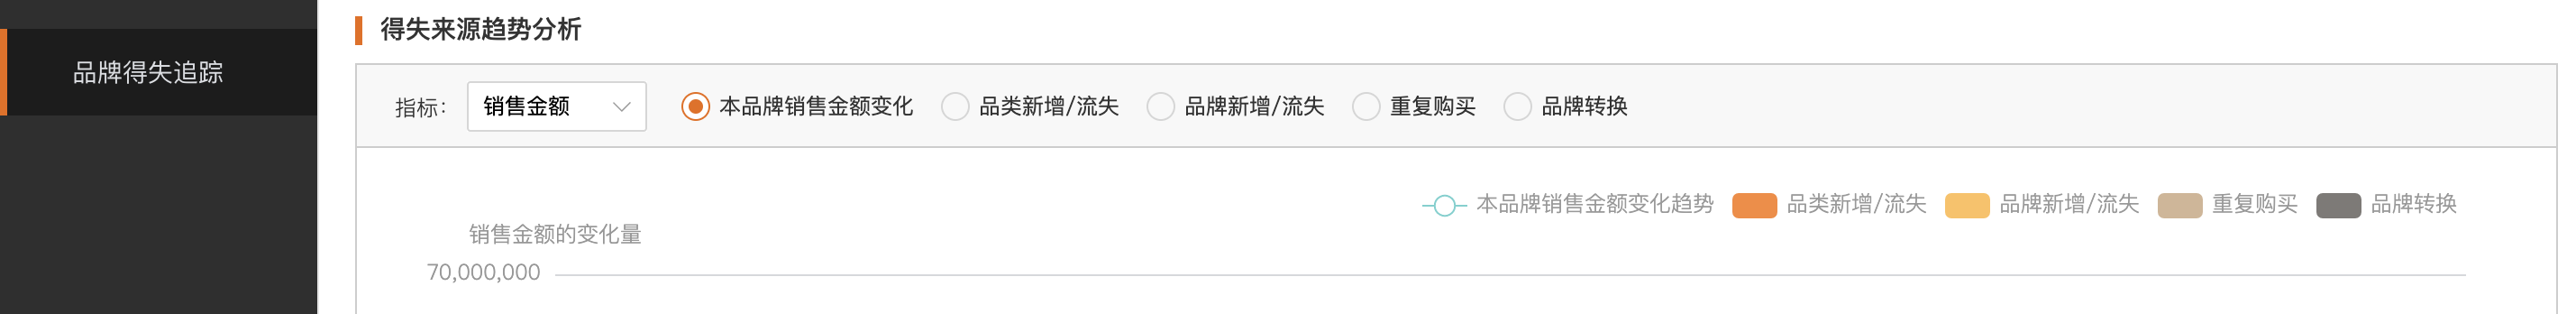 得失来源趋势分析
品牌得失追踪
指标: 销售金额 本品牌销售金额变化 品类新增/流失 品牌新增/流失 重复购买 品牌转换
本品牌销售金额变化趋势 品类新增/流失 品牌新增/流失 重复购买 品牌转换
销售金额的变化量
70,000,000